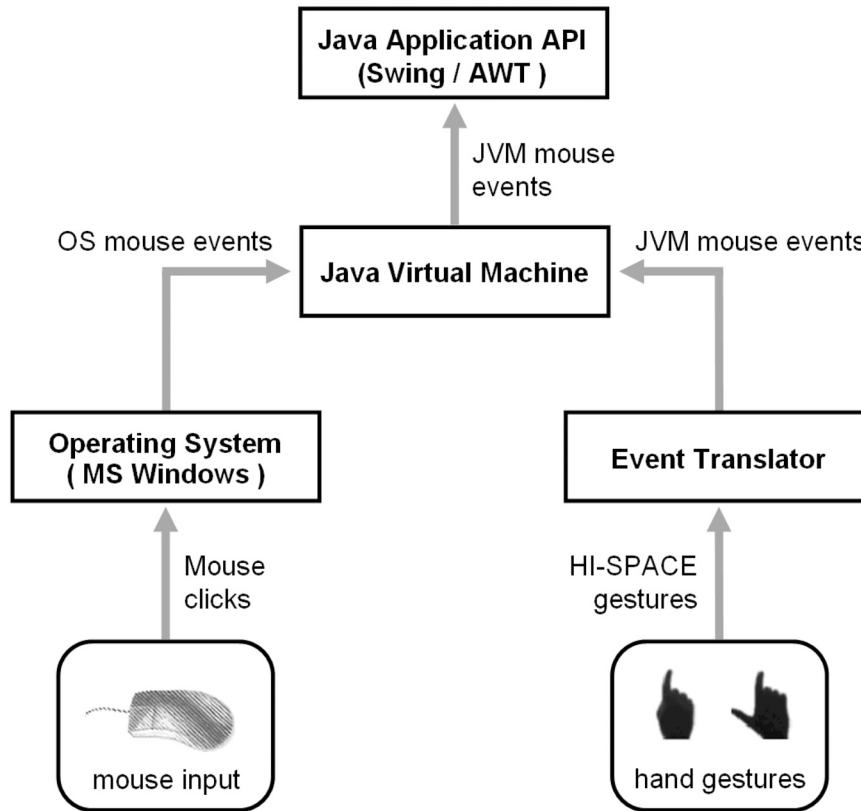 Java Application API
(Swing / AWT )
JVM mouse
events
OS mouse events
JVM mouse events
Java Virtual Machine
Operating System
( MS Windows )
Event Translator
Mouse
clicks
HI-SPACE
gestures
mouse input
hand gestures